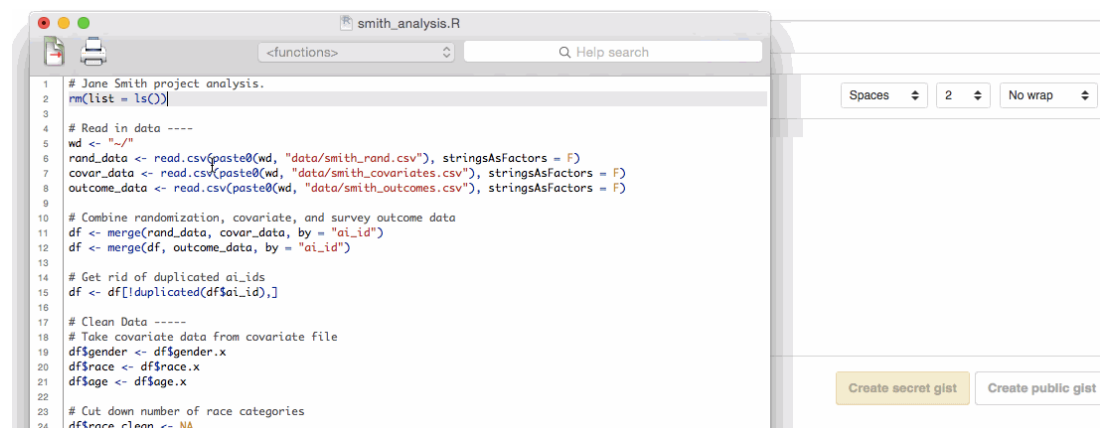 smith_analysis.R
<functions>
Help search
1 # Jane Smith project analysis.
2 rm(list = ls())
3
4 # Read in data ----
5 wd <- "~/"
6 rand_data <- read.csv(paste0(wd, "data/smith_rand.csv"), stringsAsFactors = F)
7 covar_data <- read.csv(paste0(wd, "data/smith_covariates.csv"), stringsAsFactors = F)
8 outcome_data <- read.csv(paste0(wd, "data/smith_outcomes.csv"), stringsAsFactors = F)
9
10 # Combine randomization, covariate, and survey outcome data
11 df <- merge(rand_data, covar_data, by = "ai_id")
12 df <- merge(df, outcome_data, by = "ai_id")
13
14 # Get rid of duplicated ai_ids
15 df <- df[!duplicated(df$ai_id),]
16
17 # Clean Data -----
18 # Take covariate data from covariate file
19 df$gender <- df$gender.x
20 df$race <- df$race.x
21 df$age <- df$age.x
22
23 # Cut down number of race categories
24 df$race_clean <- NA
Spaces 2 No wrap
Create secret gist Create public gist